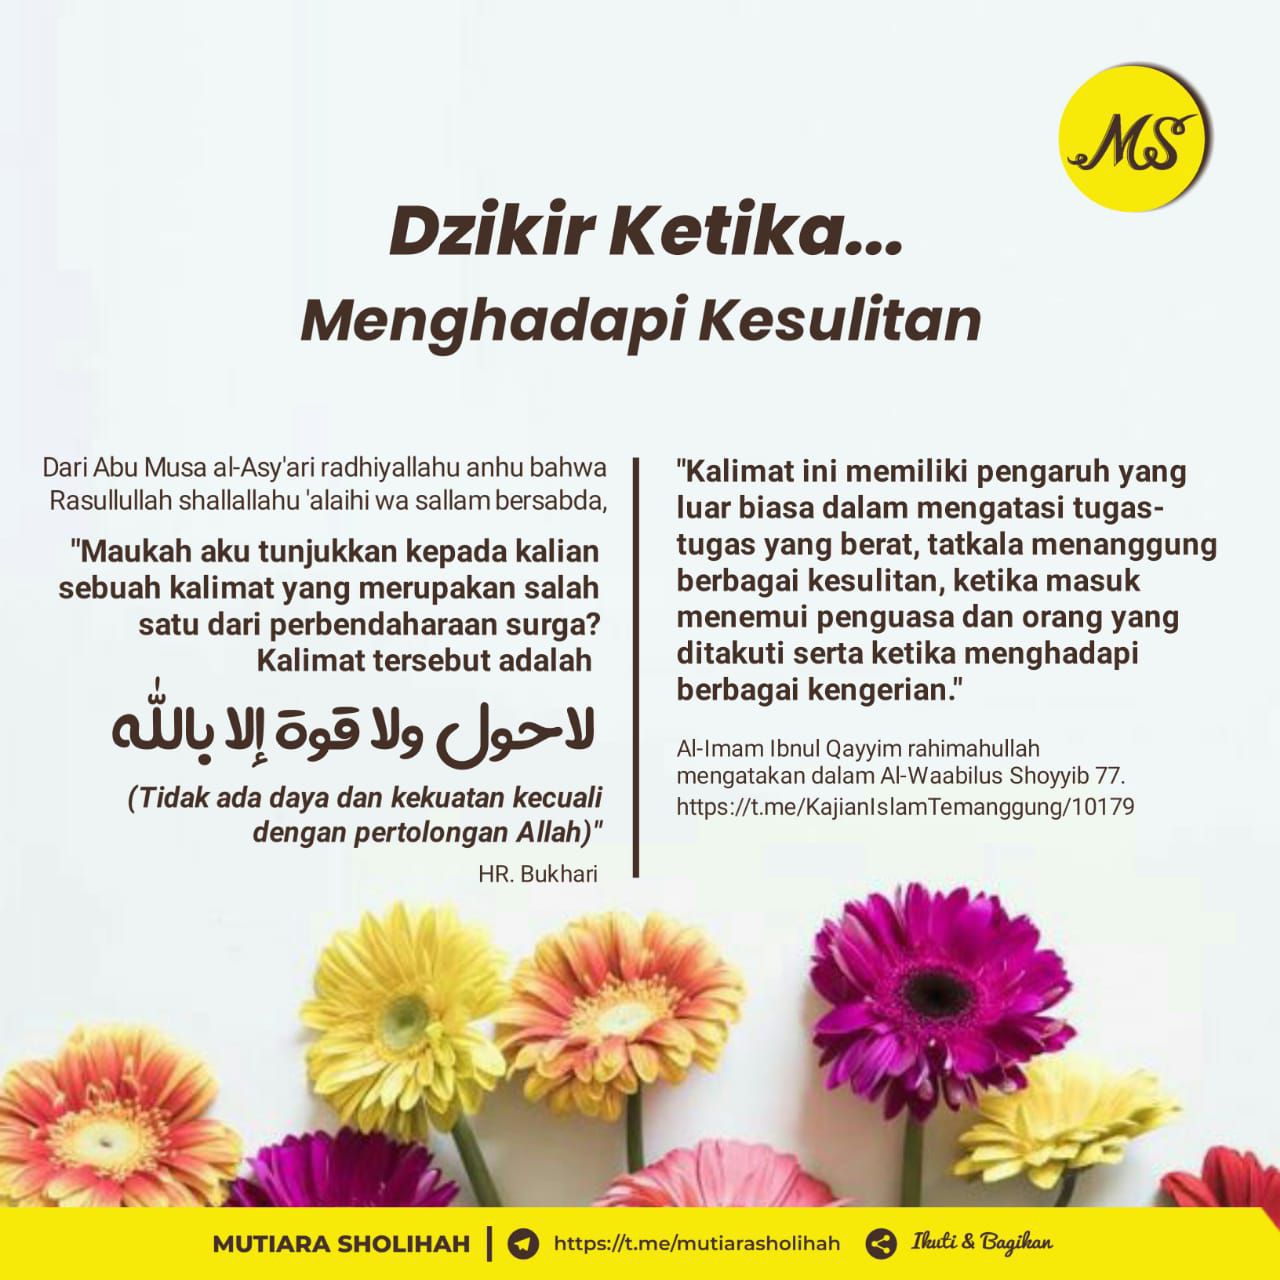 MS
Dzikir Ketika...
Menghadapi Kesulitan
Dari Abu Musa al-Asy'ari radhiyallahu anhu bahwa
Rasullullah shallallahu 'alaihi wa sallam bersabda,
"Maukah aku tunjukkan kepada kalian
sebuah kalimat yang merupakan salah
satu dari perbendaharaan surga?
Kalimat tersebut adalah
لا حول ولا قوة إلا بالله
(Tidak ada daya dan kekuatan kecuali
dengan pertolongan Allah)"
HR. Bukhari
"Kalimat ini memiliki pengaruh yang
luar biasa dalam mengatasi tugas-
tugas yang berat, tatkala menanggung
berbagai kesulitan, ketika masuk
menemui penguasa dan orang yang
ditakuti serta ketika menghadapi
berbagai kengerian."
Al-Imam Ibnul Qayyim rahimahullah
mengatakan dalam Al-Waabilus Shoyyib 77.
https://t.me/KajianIslamTemanggung/10179
MUTIARA SHOLIHAH
https://t.me/mutiarasholihah
Ikuti & Bagikan